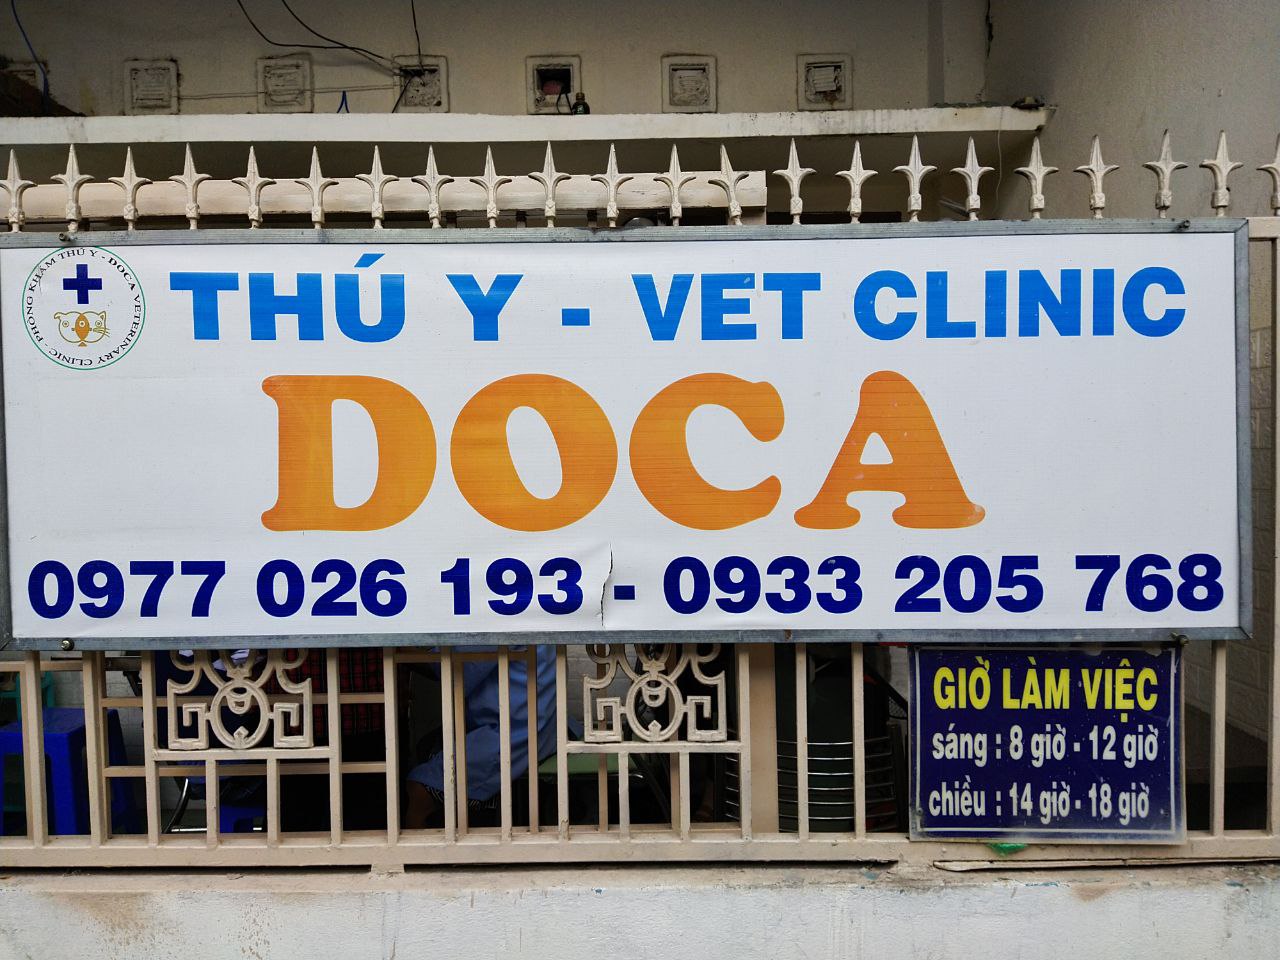 PHÒNG KHÁM THÚ Y - DOCA VETERINARY CLINIC -
THÚ Y - VET CLINIC
DOCA
0977 026 193 - 0933 205 768
GIỜ LÀM VIỆC
sáng : 8 giờ - 12 giờ
chiều : 14 giờ - 18 giờ